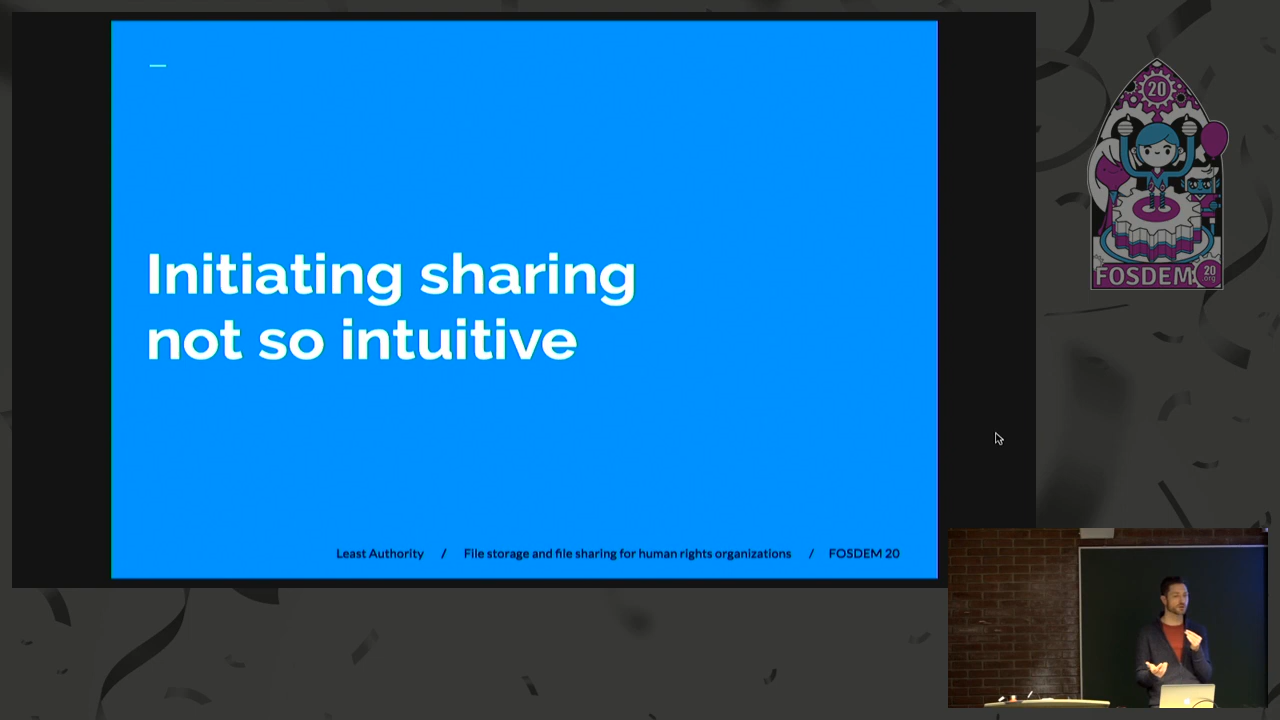 Initiating sharing
not so intuitive
Least Authority / File storage and file sharing for human rights organizations / FOSDEM 20
20
FOSDEM
20
org